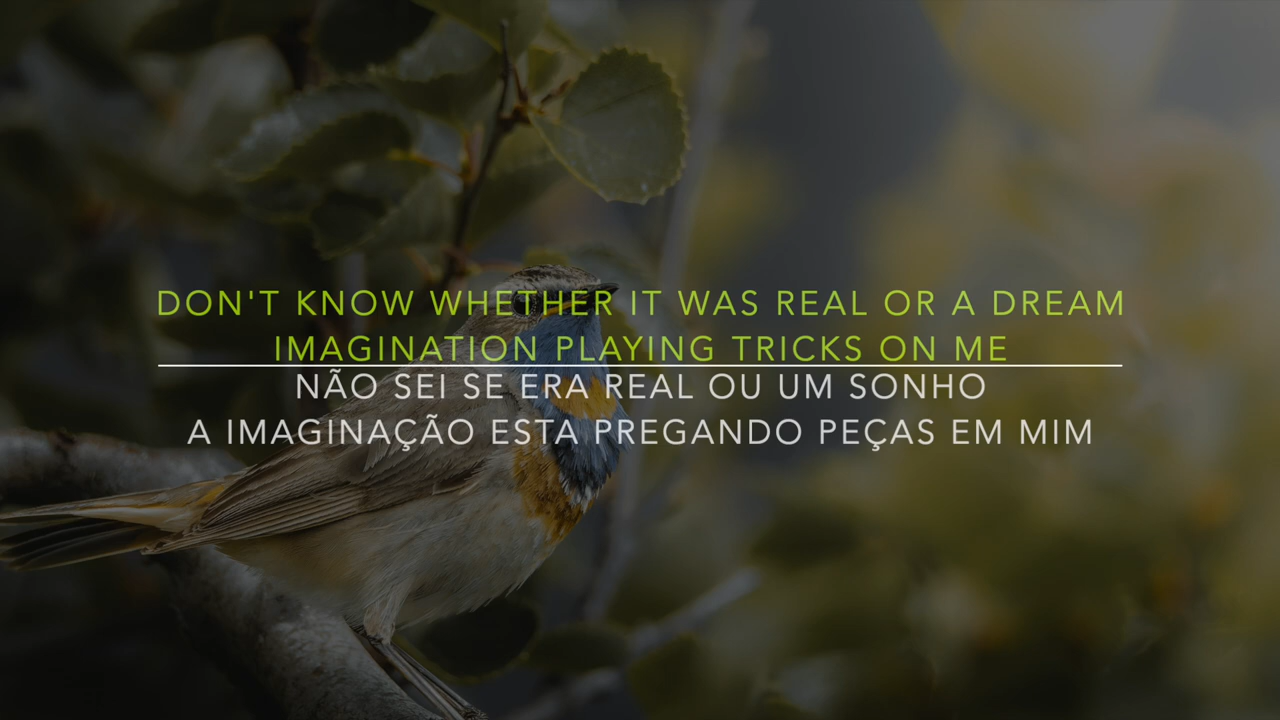 DON'T KNOW WHETHER IT WAS REAL OR A DREAM
IMAGINATION PLAYING TRICKS ON ME
NÃO SEI SE ERA REAL OU UM SONHO
A IMAGINAÇÃO ESTA PREGANDO PEÇAS EM MIM